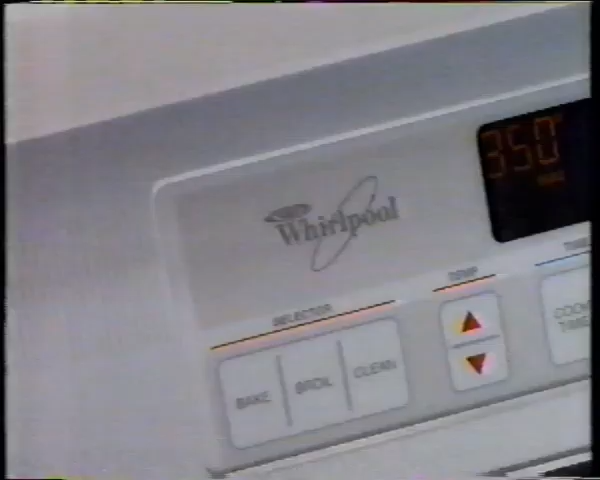 350°
Whirlpool
SELECTOR
TEMP
BAKE BROIL CLEAN
COOK
TIME